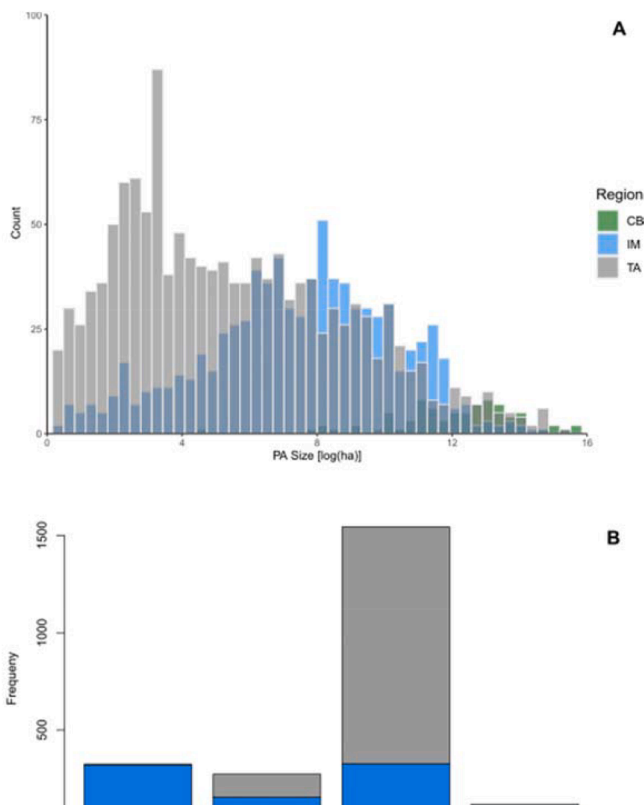 A
100
75
50
25
0
Count
0 4 8 12 16
PA Size [log(ha)]
Region
CB
IM
TA
B
1500
1000
500
Frequeny